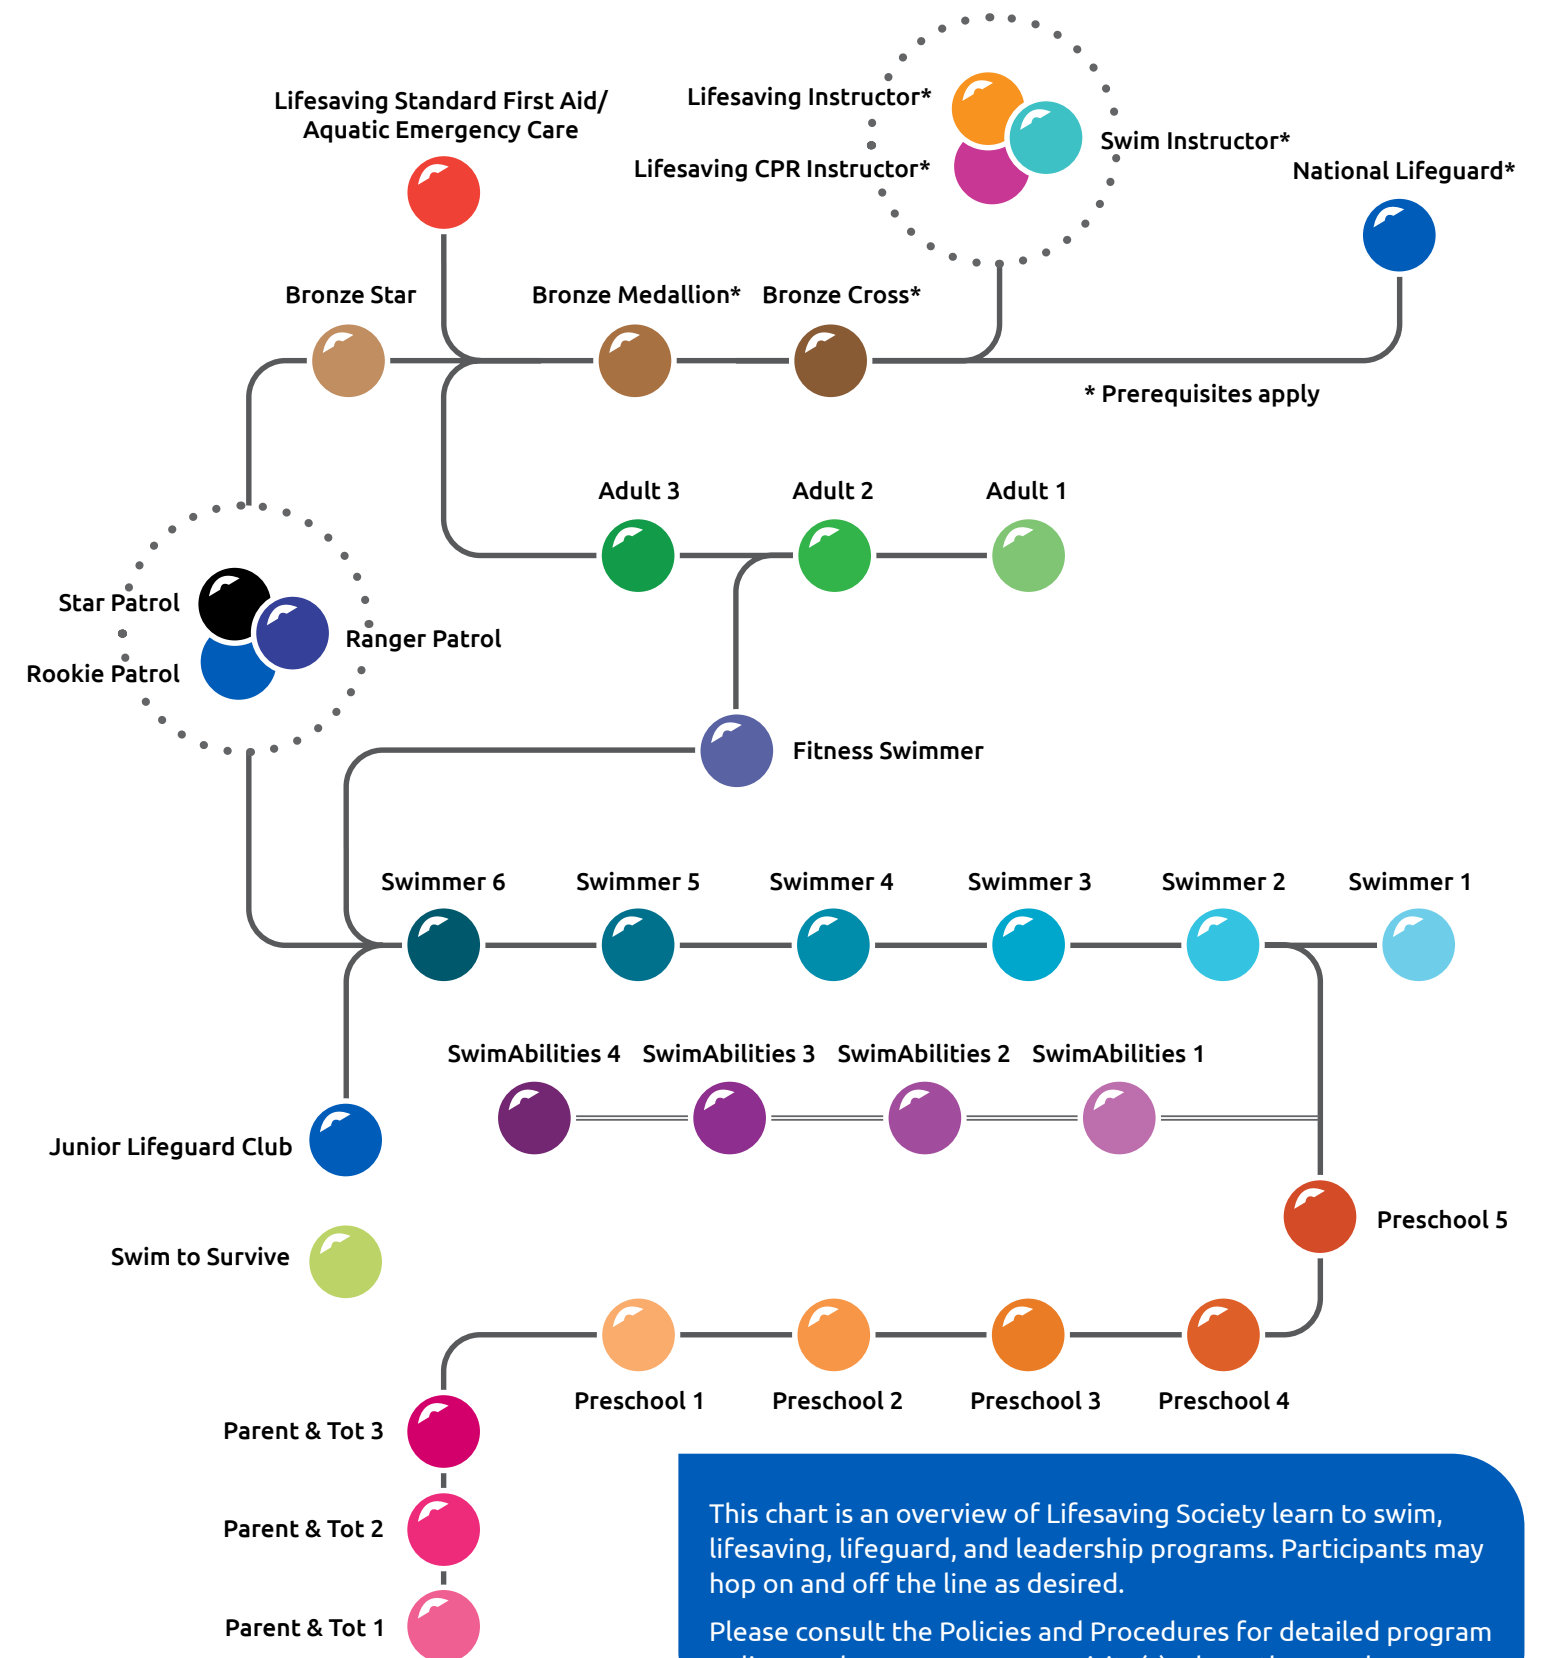 Lifesaving Standard First Aid/
Aquatic Emergency Care
Lifesaving Instructor*
Swim Instructor*
Lifesaving CPR Instructor*
National Lifeguard*
Bronze Star
Bronze Medallion*
Bronze Cross*
* Prerequisites apply
Adult 3
Adult 2
Adult 1
Star Patrol
Ranger Patrol
Rookie Patrol
Fitness Swimmer
Swimmer 6
Swimmer 5
Swimmer 4
Swimmer 3
Swimmer 2
Swimmer 1
SwimAbilities 4
SwimAbilities 3
SwimAbilities 2
SwimAbilities 1
Junior Lifeguard Club
Preschool 5
Swim to Survive
Preschool 1
Preschool 2
Preschool 3
Preschool 4
Parent & Tot 3
Parent & Tot 2
Parent & Tot 1
This chart is an overview of Lifesaving Society learn to swim,
lifesaving, lifeguard, and leadership programs. Participants may
hop on and off the line as desired.
Please consult the Policies and Procedures for detailed program